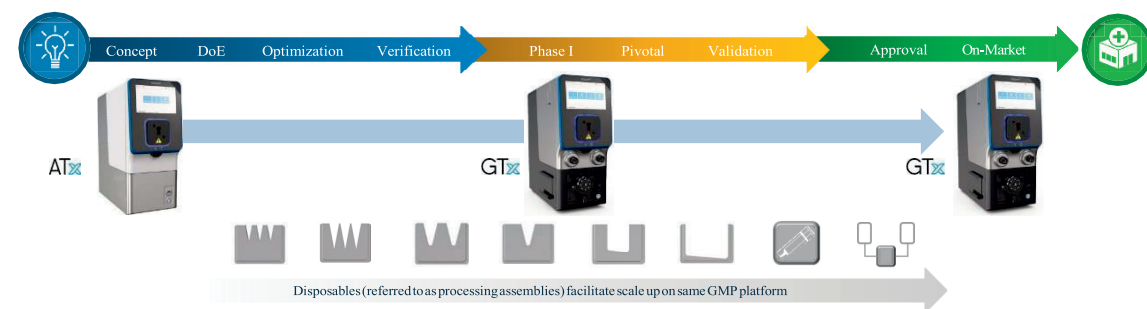 Concept DoE Optimization Verification Phase I Pivotal Validation Approval On-Market
ATx GTx GTx
Disposables (referred to as processing assemblies) facilitate scale up on same GMP platform